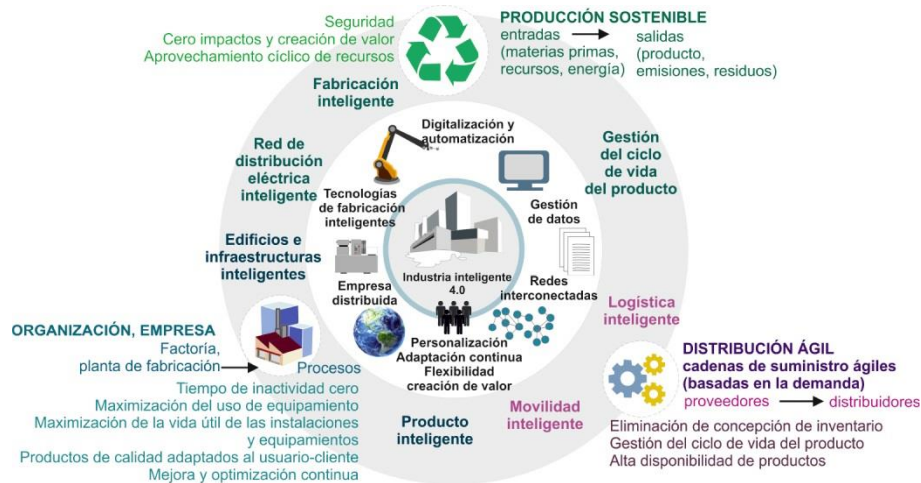 Seguridad
Cero impactos y creación de valor
Aprovechamiento cíclico de recursos
PRODUCCIÓN SOSTENIBLE
entradas
(materias primas,
recursos, energía)
salidas
(producto,
emisiones, residuos)
Fabricación
inteligente
Digitalización y
automatización
Red de
distribución
eléctrica
inteligente
Gestión
del ciclo
de vida
del producto
Tecnologías
de fabricación
inteligentes
Gestión
de datos
Edificios e
infraestructuras
inteligentes
Industria inteligente
4.0
Empresa
distribuida
Redes
interconectadas
Logística
inteligente
ORGANIZACIÓN, EMPRESA
Factoría,
planta de fabricación
Procesos
Personalización
Adaptación continua
Flexibilidad
creación de valor
DISTRIBUCIÓN ÁGIL
cadenas de suministro ágiles
(basadas en la demanda)
proveedores
distribuidores
Tiempo de inactividad cero
Maximización del uso de equipamiento
Maximización de la vida útil de las instalaciones
y equipamientos
Productos de calidad adaptados al usuario-cliente
Mejora y optimización continua
Producto
inteligente
Movilidad
inteligente
Eliminación de concepción de inventario
Gestión del ciclo de vida del producto
Alta disponibilidad de productos